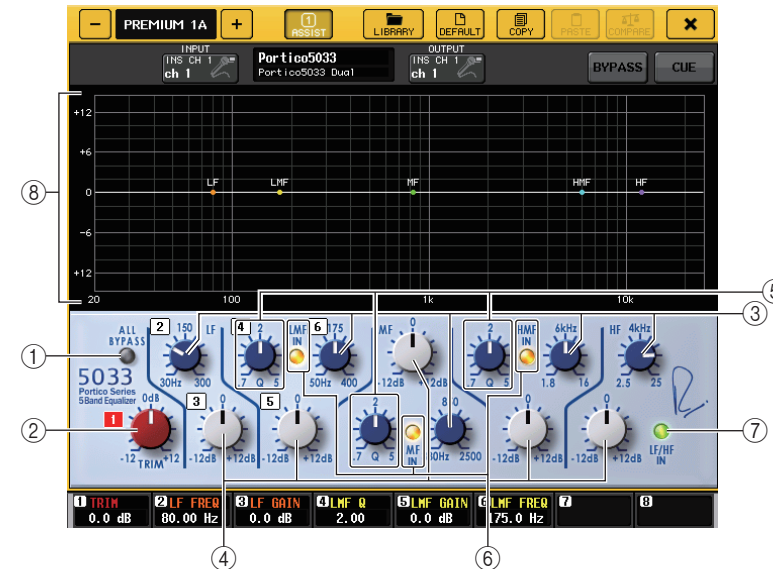 − PREMIUM 1A + 1 ASSIST LIBRARY DEFAULT COPY PASTE COMPARE ×
INPUT OUTPUT
INS CH 1 Portico5033 INS CH 1
ch 1 Portico5033 Dual ch 1 BYPASS CUE
+12
+6
LF LMF MF HMF HF
0
-6
+12
20 100 1k 10k
8
5
3
ALL BYPASS
2 150 LF 4 2 LMF IN 6 175 MF 0 2 HMF IN 6kHz HF 4kHz
1
30Hz 300 .7 Q 5 50Hz 400 -12dB +12dB .7 Q 5 1.8 16 2.5 25
5033
Portico Series
5Band Equalizer
1 0dB 3 0 5 0 2 880 0 0
2
7
-12 TRIM +12 -12dB +12dB -12dB +12dB .7 Q 5 MF IN 80Hz 2500 -12dB +12dB -12dB +12dB LF/HF IN
1 TRIM 2 LF FREQ 3 LF GAIN 4 LMF Q 5 LMF GAIN 6 LMF FREQ 7 8
0.0 dB 80.00 Hz 0.0 dB 2.00 0.0 dB 175.0 Hz
4 6